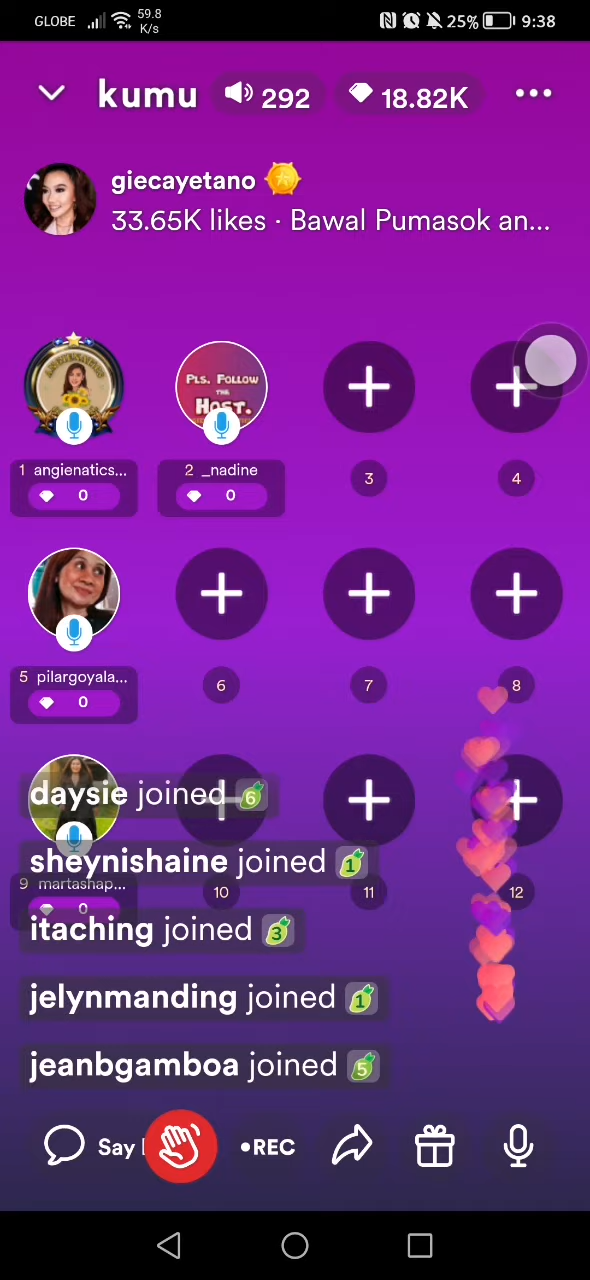 GLOBE 59.8 K/s 25% 9:38
kumu 292 18.82K
giecayetano
33.65K likes · Bawal Pumasok an...
ANGIENATICS
PLS. FOLLOW
THE
HOST.
1 angienatics... 2 _nadine 3 4
0 0
5 pilargoyala... 6 7 8
0
daysie joined 6
sheynishaine joined 1
9 martashap... 10 11 12
0
itaching joined 3
jelynmanding joined 1
jeanbgamboa joined 5
Say •REC